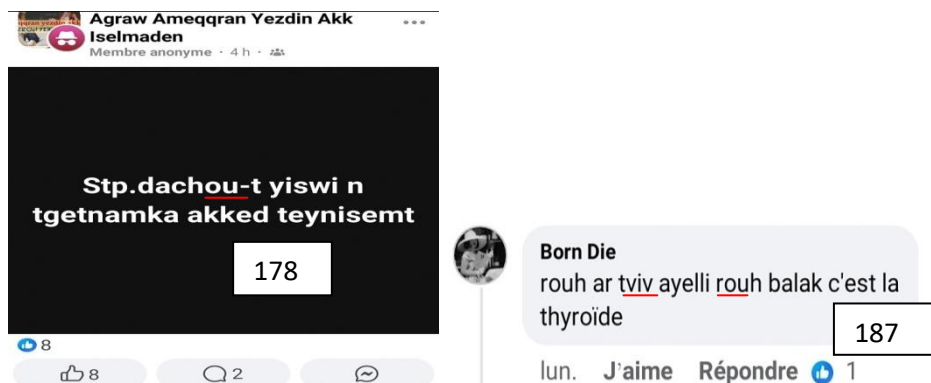 Agraw Ameqqran Yezdin Akk
Iselmaden
Membre anonyme · 4 h ·
Stp.dachou-t yiswi n
tgetnamka akked teynisemt
178
8
8 2
Born Die
rouh ar tviv ayelli rouh balak c'est la
thyroïde
187
lun. J'aime Répondre 1